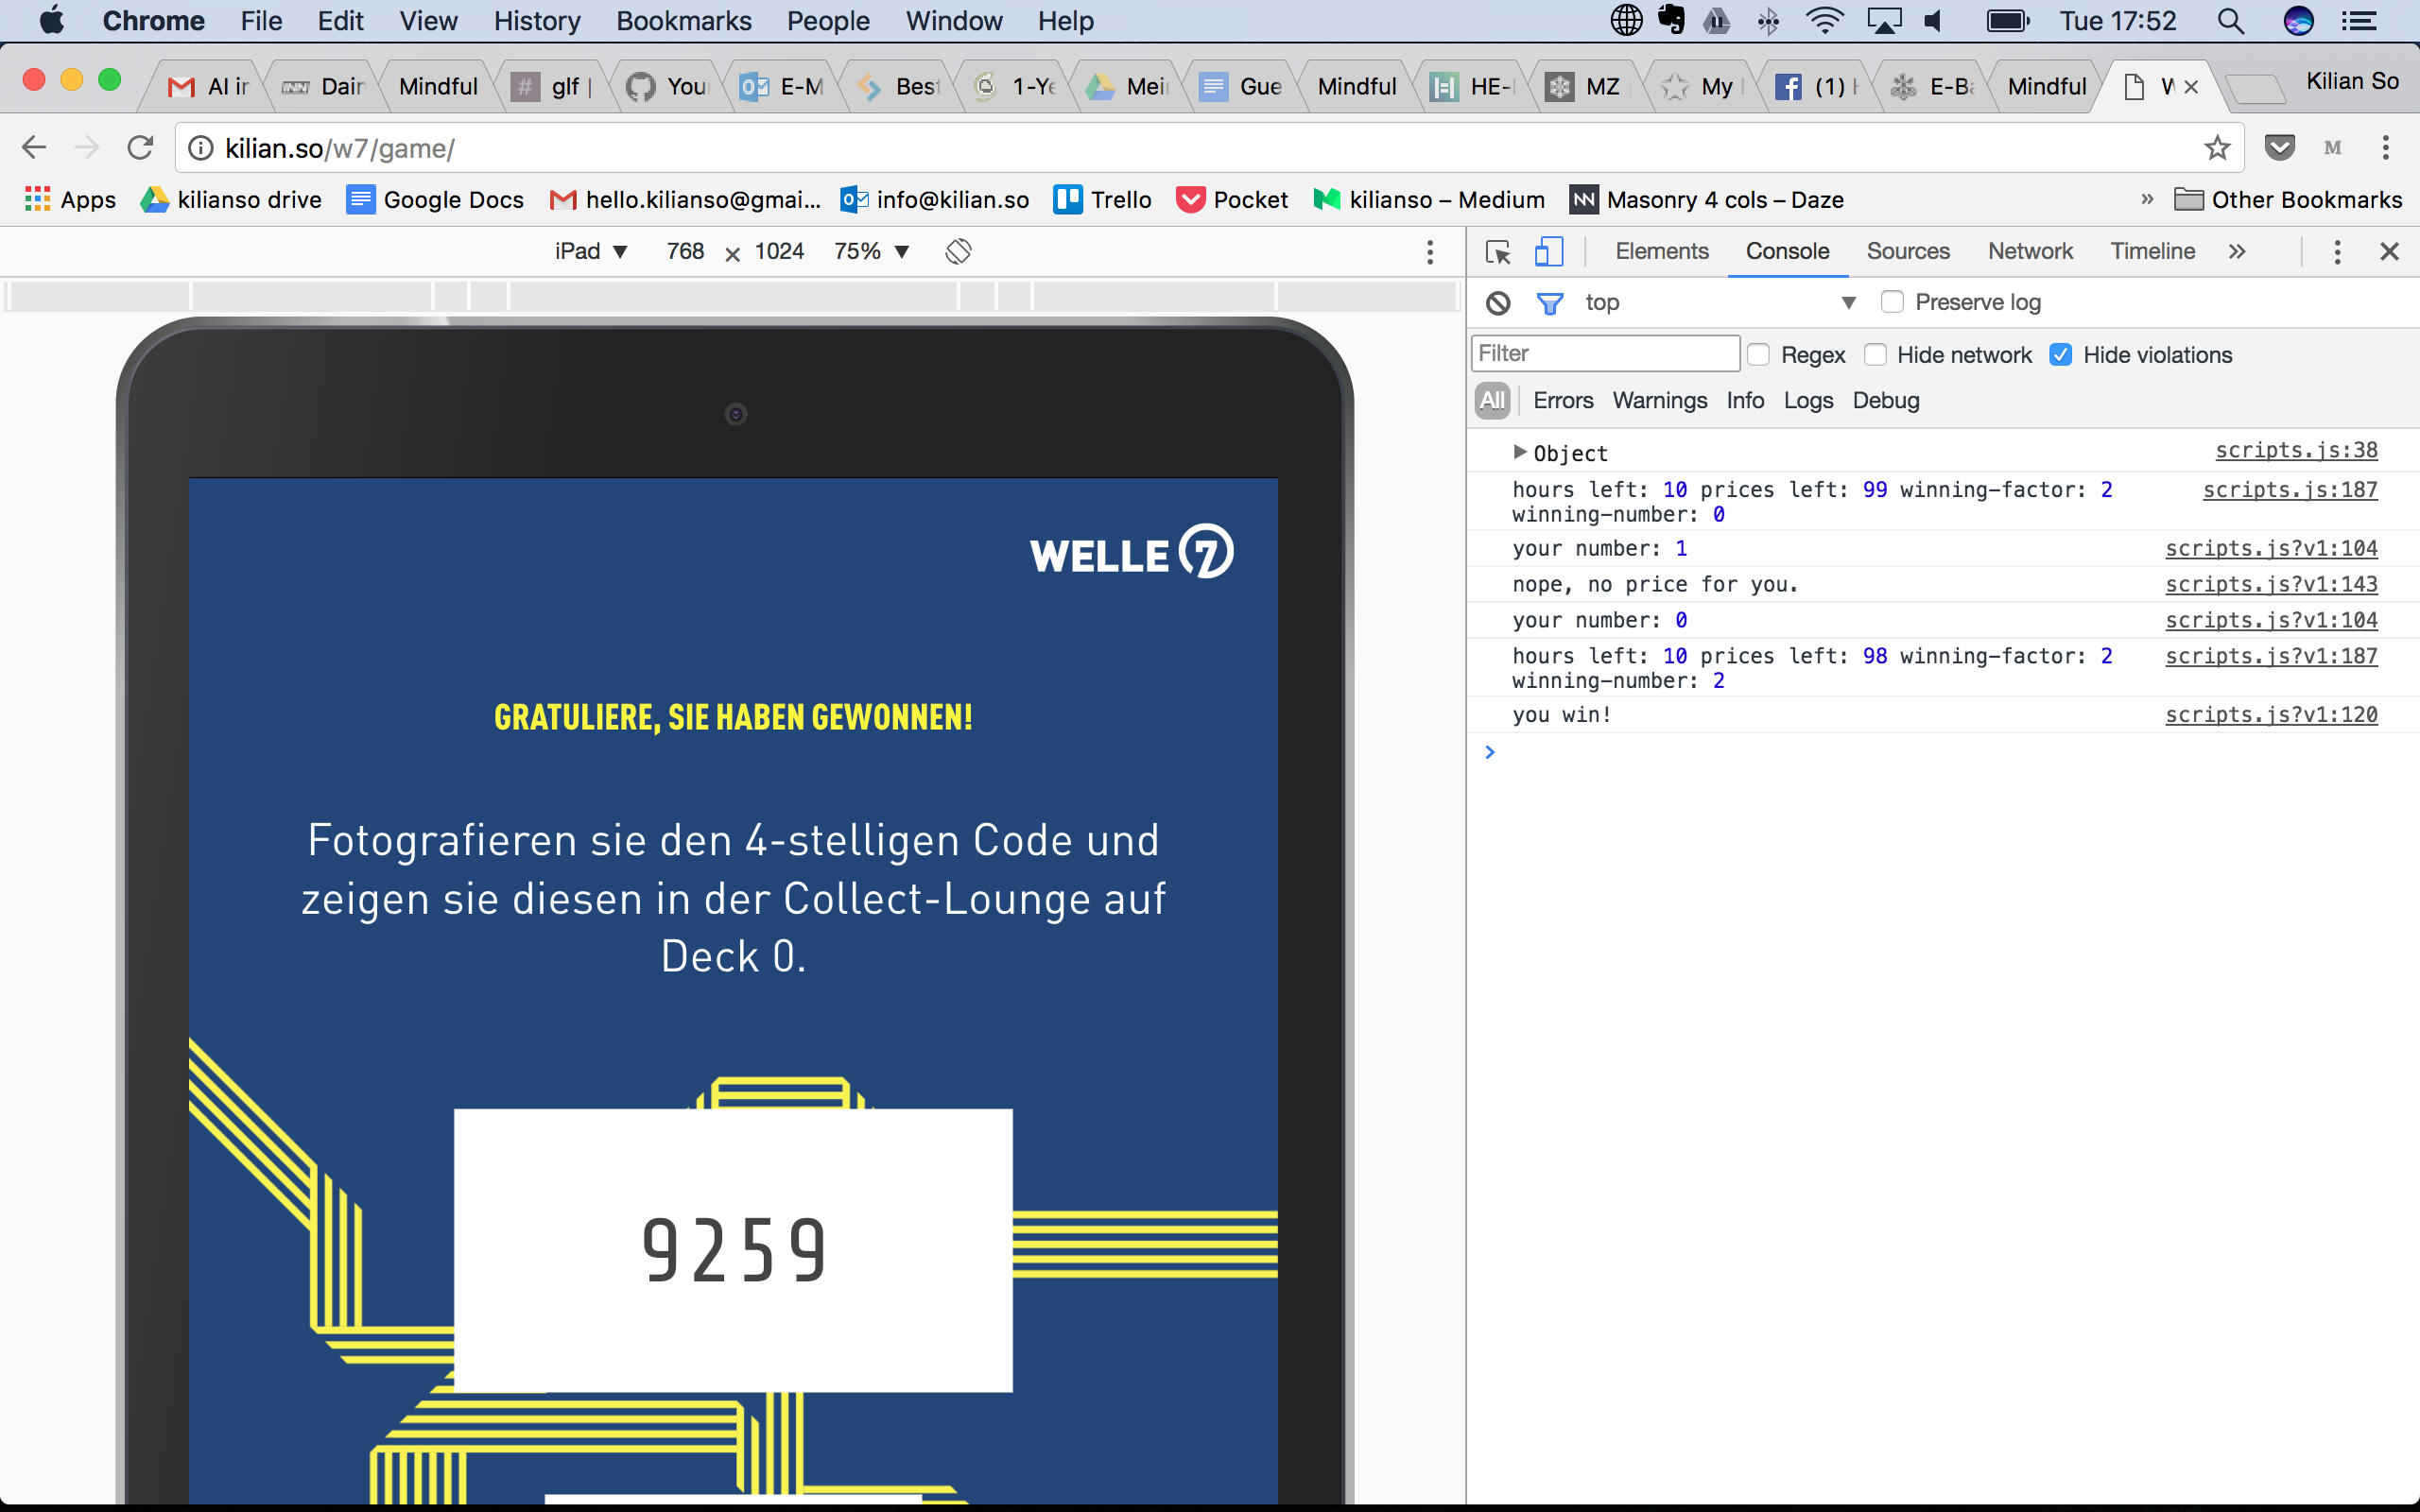 Chrome File Edit View History Bookmarks People Window Help Tue 17:52
AI in Dain Mindful glf | You E-M Best 1-Ye Mei Gue Mindful HE- MZ My (1) E-Ba Mindful W Kilian So
kilian.so/w7/game/ M
Apps kilianso drive Google Docs hello.kilianso@gmai... info@kilian.so Trello Pocket kilianso – Medium Masonry 4 cols – Daze » Other Bookmarks
iPad ▼ 768 × 1024 75% ▼
Elements Console Sources Network Timeline »
top ▼ Preserve log
Filter Regex Hide network Hide violations
All Errors Warnings Info Logs Debug
Object scripts.js:38
hours left: 10 prices left: 99 winning-factor: 2 scripts.js:187
winning-number: 0
your number: 1 scripts.js?v1:104
nope, no price for you. scripts.js?v1:143
your number: 0 scripts.js?v1:104
hours left: 10 prices left: 98 winning-factor: 2 scripts.js?v1:187
winning-number: 2
you win! scripts.js?v1:120
WELLE 7
GRATULIERE, SIE HABEN GEWONNEN!
Fotografieren sie den 4-stelligen Code und
zeigen sie diesen in der Collect-Lounge auf
Deck 0.
9259